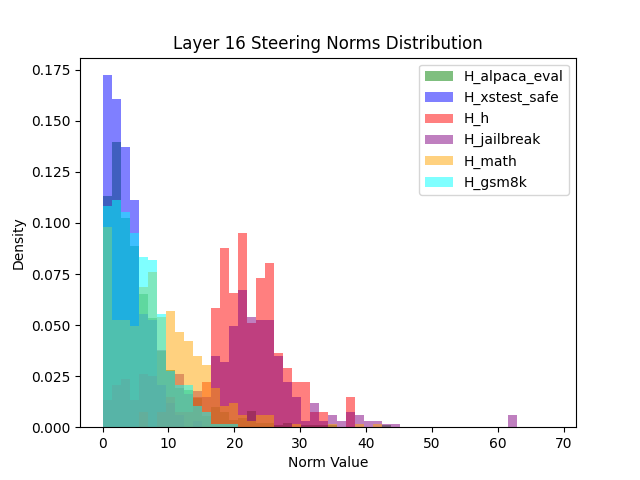 Layer 16 Steering Norms Distribution
0.175
0.150
0.125
0.100
0.075
0.050
0.025
0.000
Density
H_alpaca_eval
H_xstest_safe
H_h
H_jailbreak
H_math
H_gsm8k
0 10 20 30 40 50 60 70
Norm Value